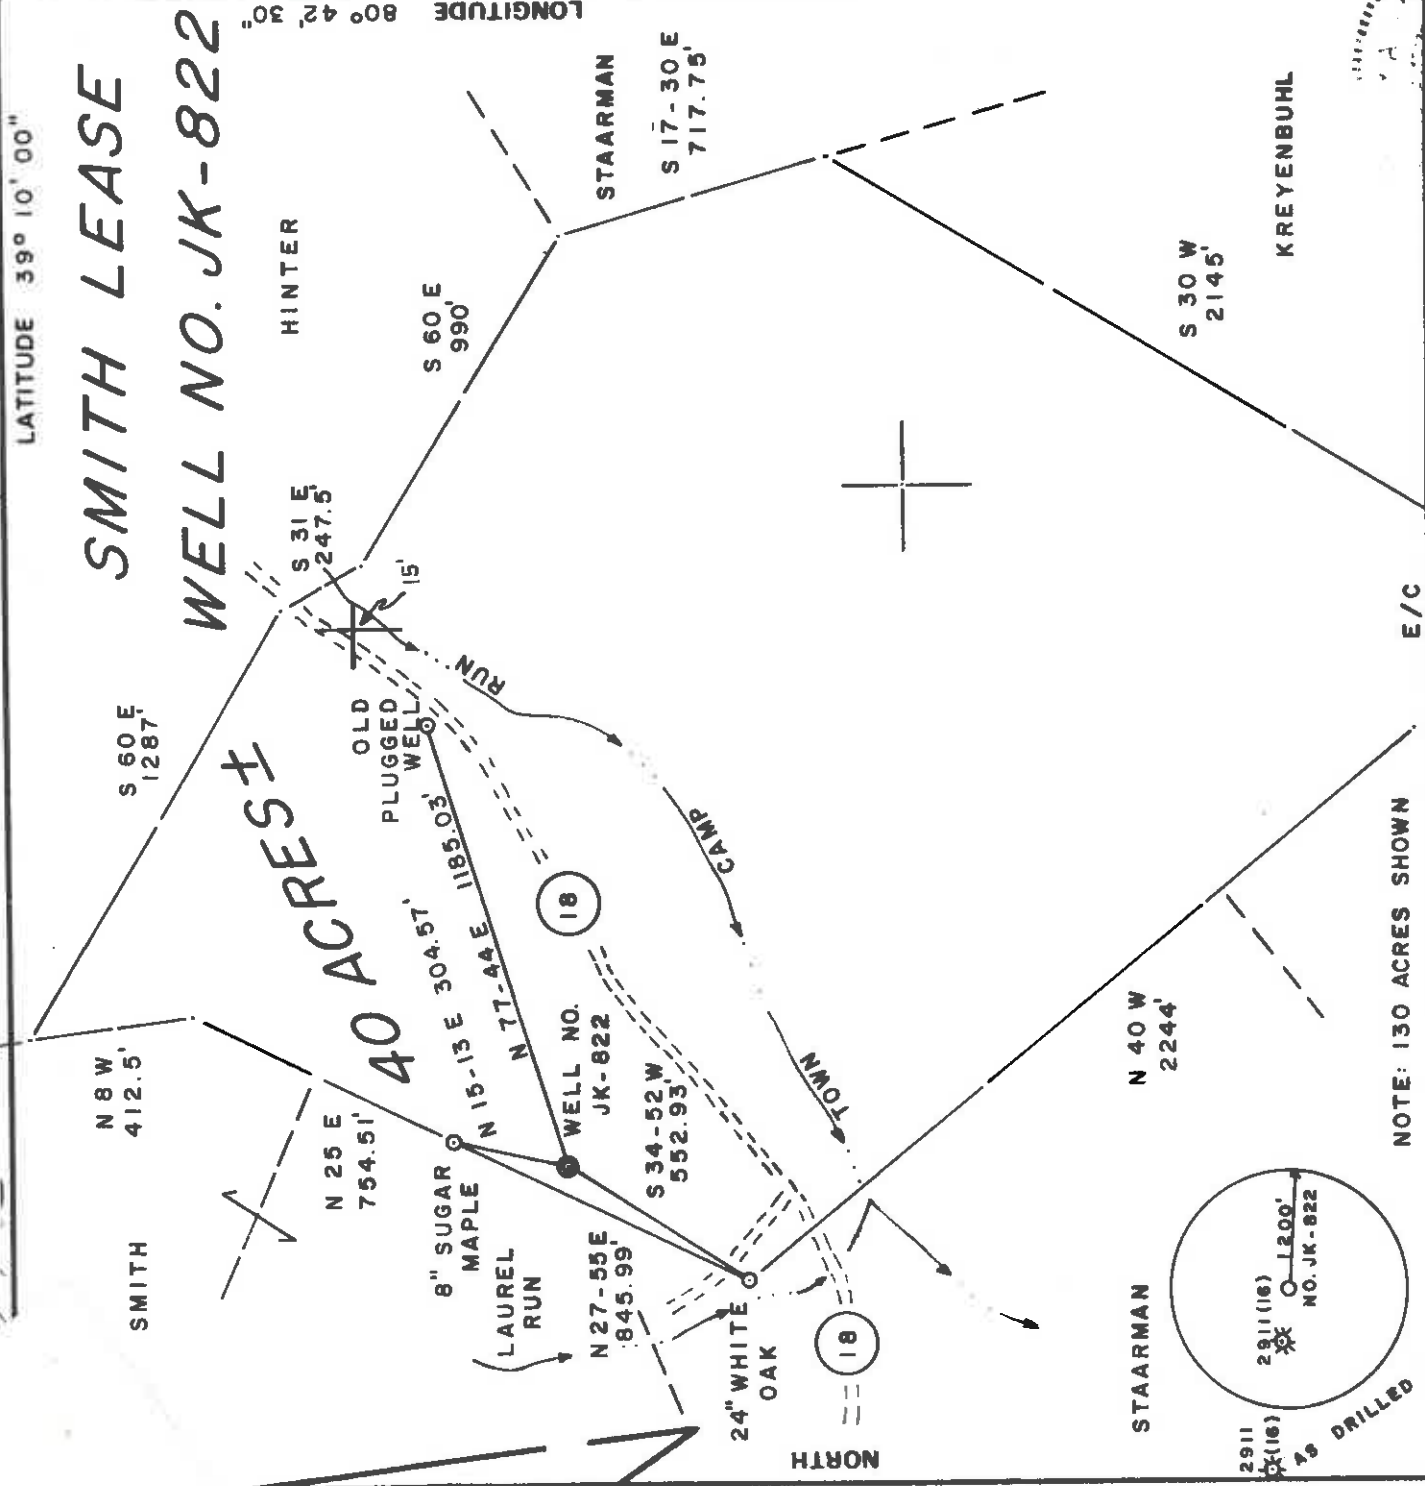 LATITUDE 39° 10' 00"
LONGITUDE 80° 42' 30"
SMITH LEASE
WELL NO. JK-822
HINTER
STAARMAN
S 17-30 E
717.75'
S 60 E
990'
S 31 E
247.5'
15'
S 60 E
1287'
40 ACRES±
OLD
PLUGGED
WELL
RUN
CAMP
TOWN
N 77-44 E 1185.03'
N 15-13 E 304.57'
18
WELL NO.
JK-822
N 8 W
412.5'
N 25 E
754.51'
SMITH
8" SUGAR
MAPLE
LAUREL
RUN
S 34-52 W
552.93'
N 27-55 E
845.99'
24" WHITE
OAK
18
NORTH
S 30 W
2145'
KREYENBUHL
E/C
N 40 W
2244'
NOTE: 130 ACRES SHOWN
STAARMAN
2911(16)
1200'
NO. JK-822
2911
(16)
AS DRILLED